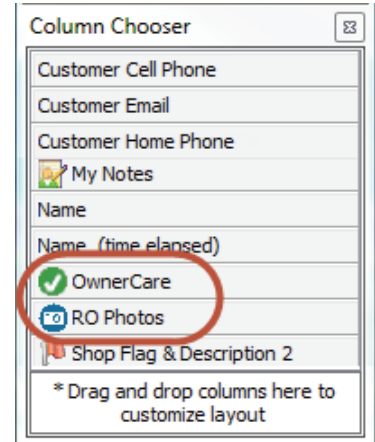 Column Chooser
Customer Cell Phone
Customer Email
Customer Home Phone
My Notes
Name
Name (time elapsed)
OwnerCare
RO Photos
Shop Flag & Description 2
* Drag and drop columns here to
customize layout